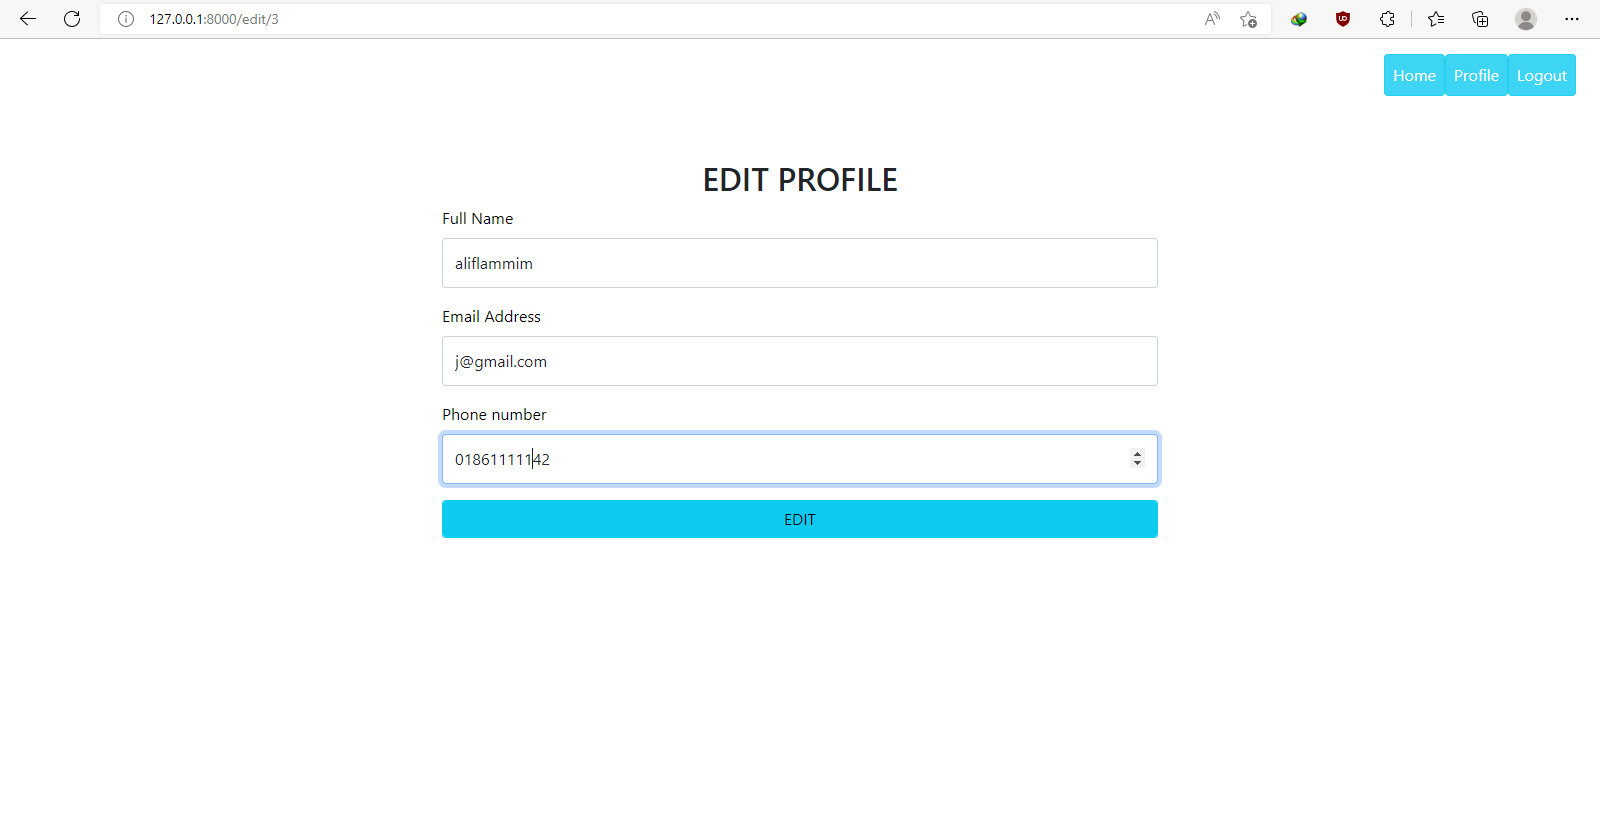 127.0.0.1:8000/edit/3
Home Profile Logout
EDIT PROFILE
Full Name
aliflammim
Email Address
j@gmail.com
Phone number
01861111142
EDIT